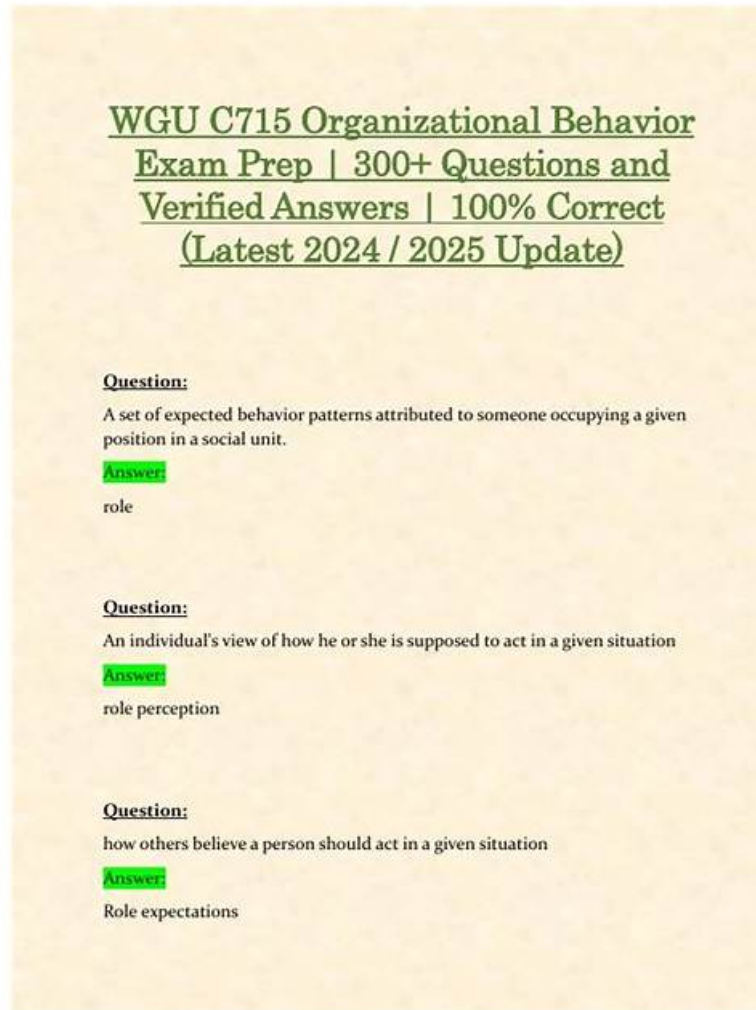 WGU C715 Organizational Behavior
Exam Prep | 300+ Questions and
Verified Answers | 100% Correct
(Latest 2024 / 2025 Update)
Question:
A set of expected behavior patterns attributed to someone occupying a given
position in a social unit.
Answer:
role
Question:
An individual's view of how he or she is supposed to act in a given situation
Answer:
role perception
Question:
how others believe a person should act in a given situation
Answer:
Role expectations